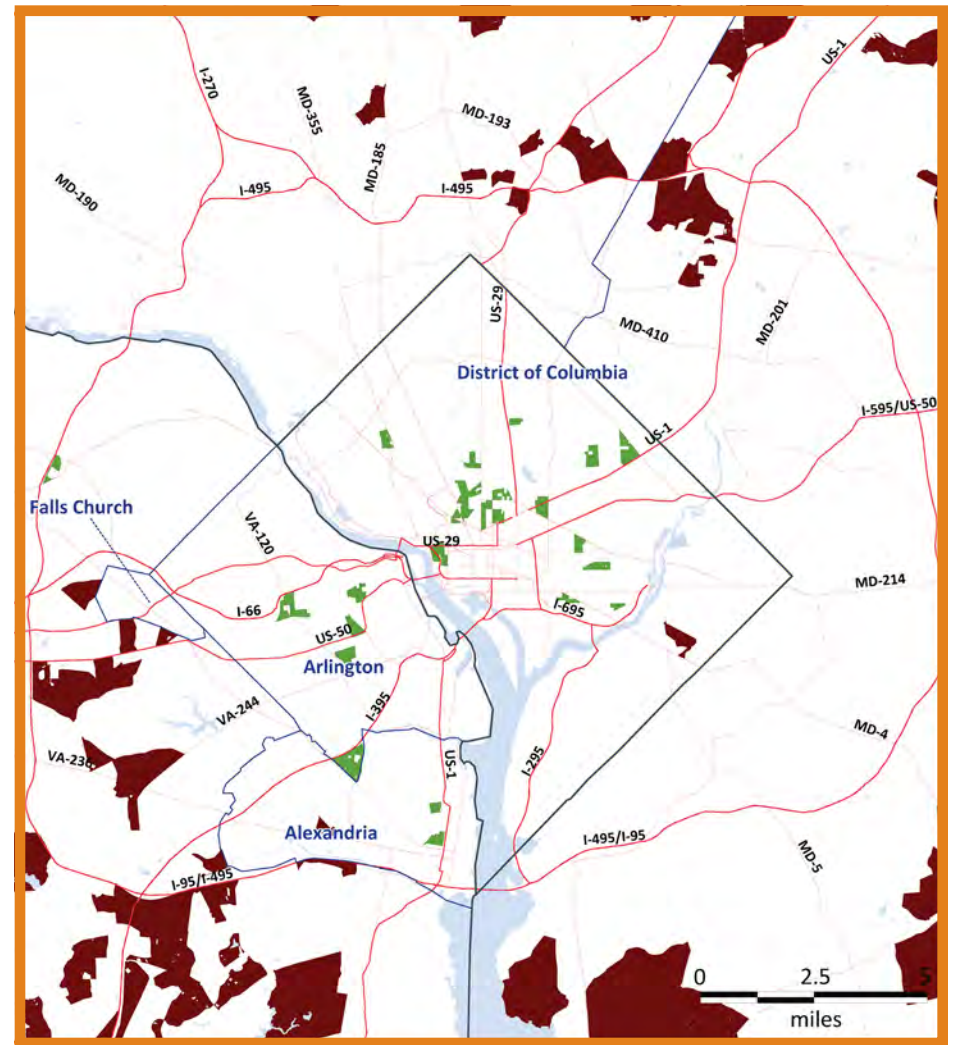 US-1
I-270
MD-355
MD-193
MD-185
MD-190
I-495
I-495
US-29
MD-201
MD-410
District of Columbia
I-595/US-50
US-1
Falls Church
VA-120
US-29
MD-214
I-66
I-695
US-50
Arlington
I-395
VA-244
MD-4
VA-236
US-1
I-295
Alexandria
I-495/I-95
MD-5
I-95/I-495
0 2.5 5
miles